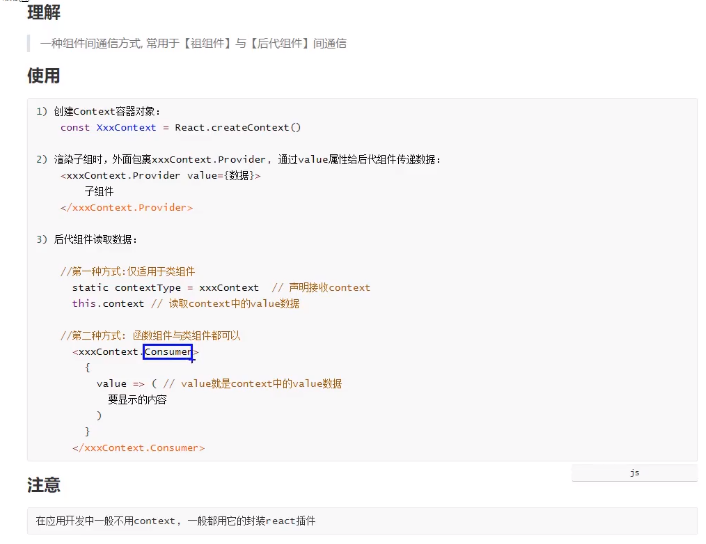 理解
一种组件间通信方式, 常用于【祖组件】与【后代组件】间通信
使用
1) 创建Context容器对象:
const XxxContext = React.createContext()
2) 渲染子组时，外面包裹xxxContext.Provider, 通过value属性给后代组件传递数据:
<xxxContext.Provider value={数据}>
子组件
</xxxContext.Provider>
3) 后代组件读取数据:
//第一种方式:仅适用于类组件
static contextType = xxxContext // 声明接收context
this.context // 读取context中的value数据
//第二种方式: 函数组件与类组件都可以
<xxxContext.Consumer>
{
value => ( // value就是context中的value数据
要显示的内容
)
}
</xxxContext.Consumer>
js
注意
在应用开发中一般不用context, 一般都用它的封装react插件